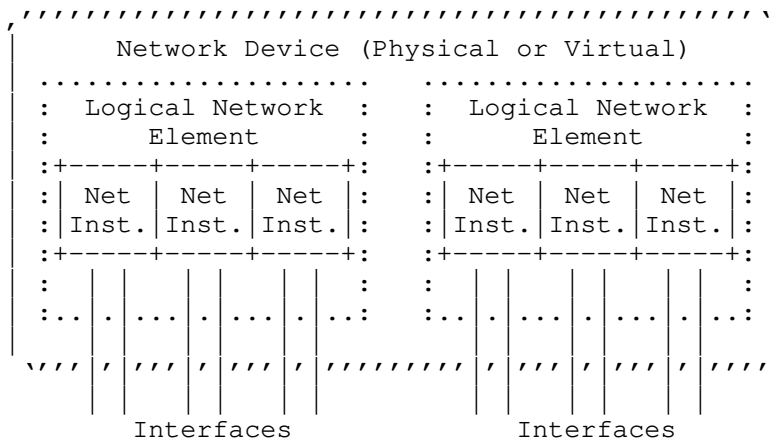 Network Device (Physical or Virtual)
Logical Network Logical Network
Element Element
Net Net Net Net Net Net
Inst. Inst. Inst. Inst. Inst. Inst.
Interfaces Interfaces